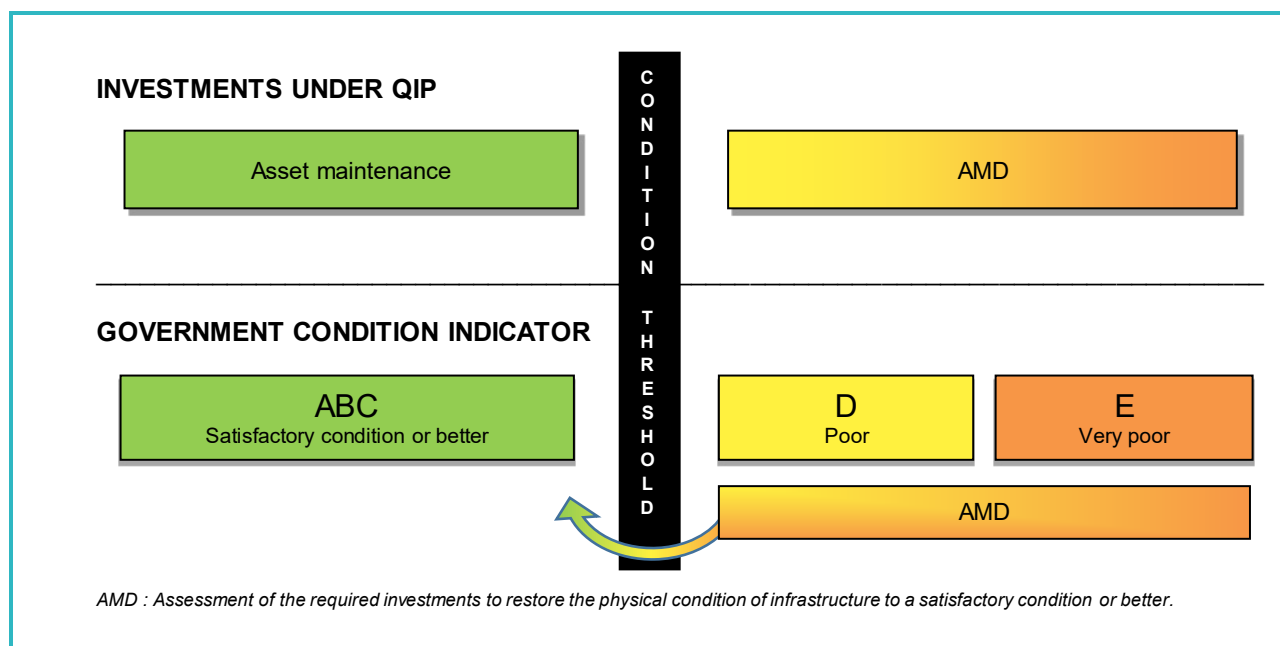 INVESTMENTS UNDER QIP
Asset maintenance
CONDITION THRESHOLD
AMD
GOVERNMENT CONDITION INDICATOR
ABC
Satisfactory condition or better
D
Poor
E
Very poor
AMD
AMD : Assessment of the required investments to restore the physical condition of infrastructure to a satisfactory condition or better.